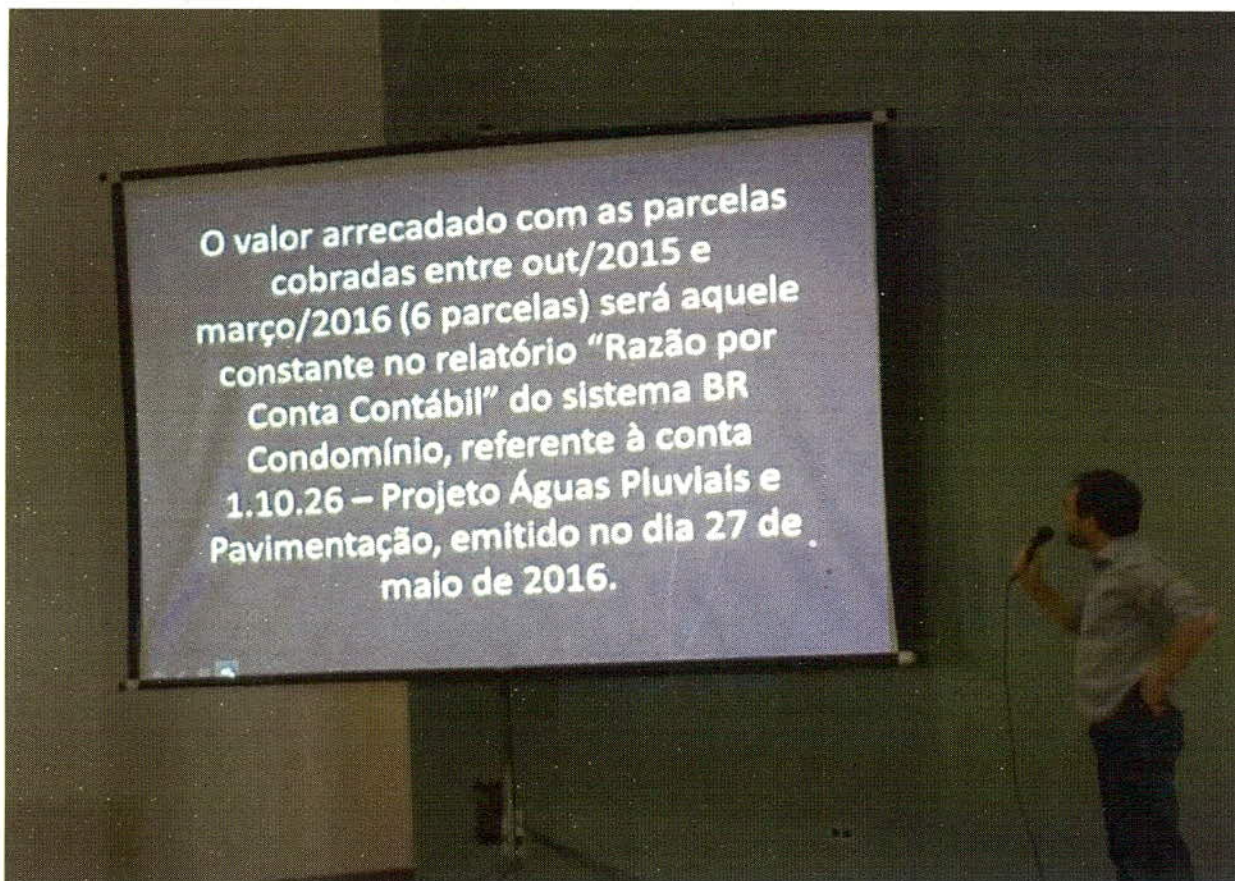 O valor arrecadado com as parcelas
cobradas entre out/2015 e
março/2016 (6 parcelas) será aquele
constante no relatório “Razão por
Conta Contábil” do sistema BR
Condomínio, referente à conta
1.10.26 – Projeto Águas Pluviais e
Pavimentação, emitido no dia 27 de
maio de 2016.